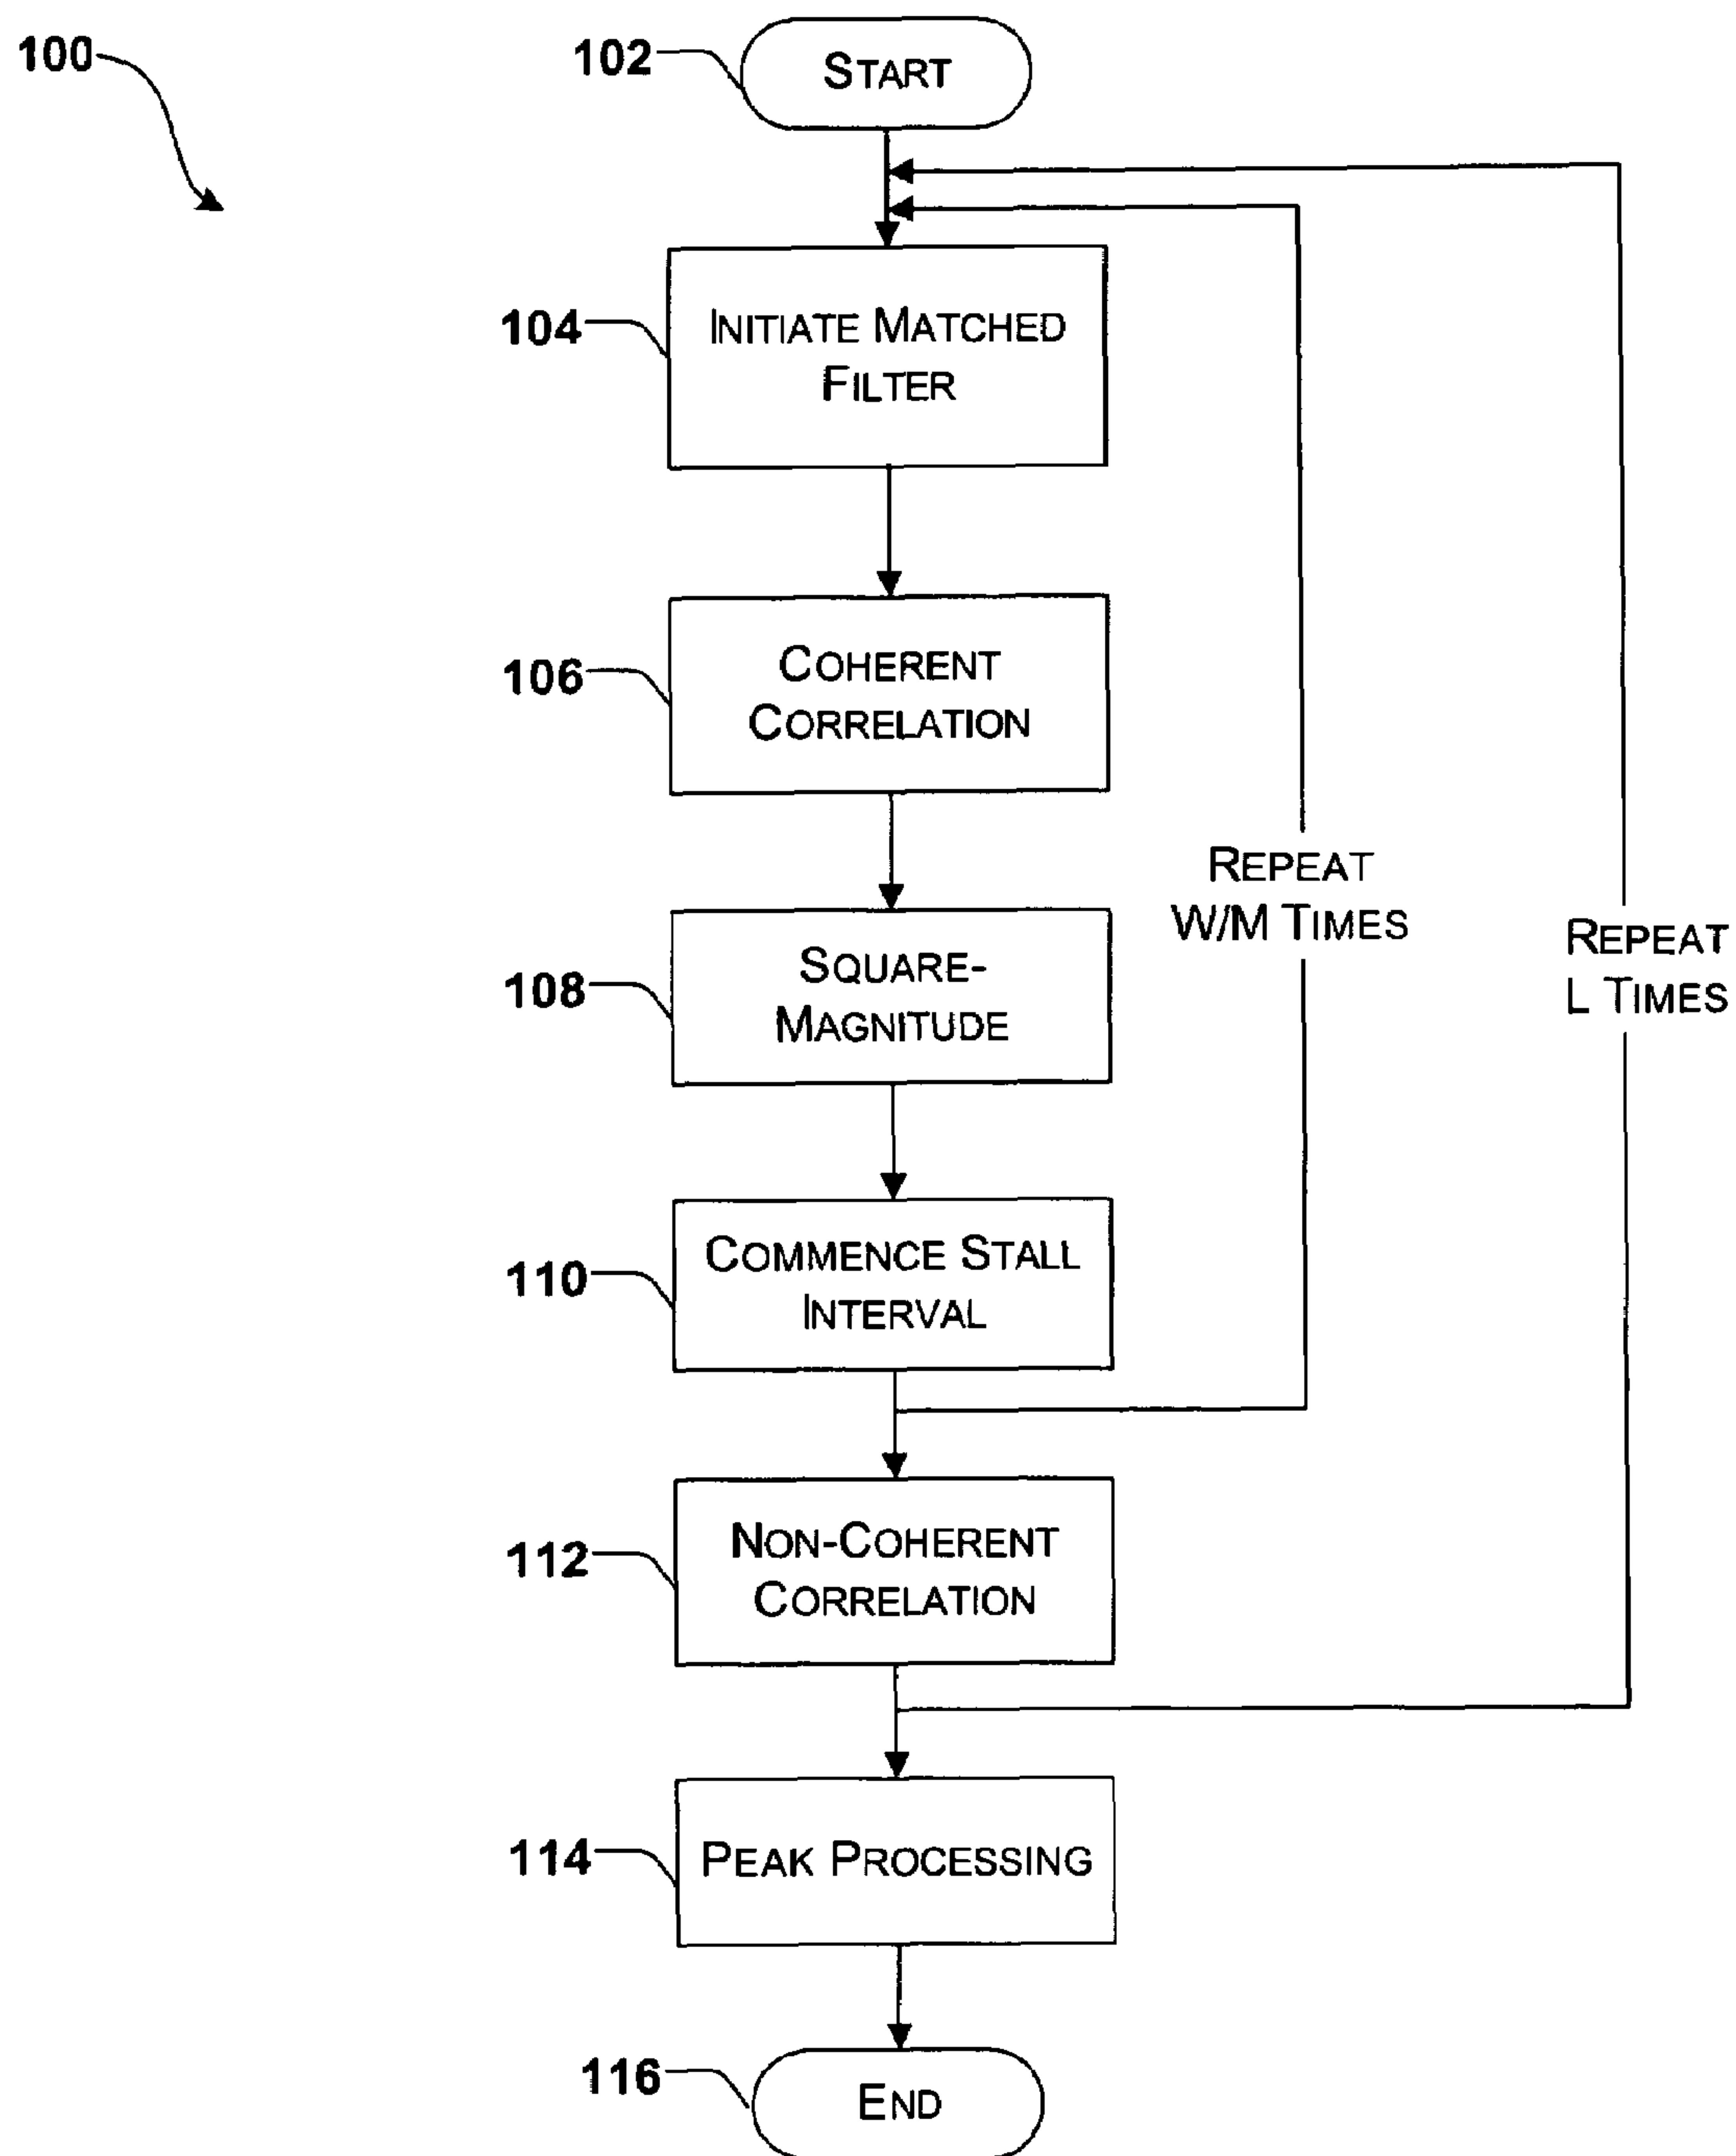 100
102
START
104
INITIATE MATCHED
FILTER
106
COHERENT
CORRELATION
REPEAT
W/M TIMES
REPEAT
L TIMES
108
SQUARE-
MAGNITUDE
110
COMMENCE STALL
INTERVAL
112
NON-COHERENT
CORRELATION
114
PEAK PROCESSING
116
END